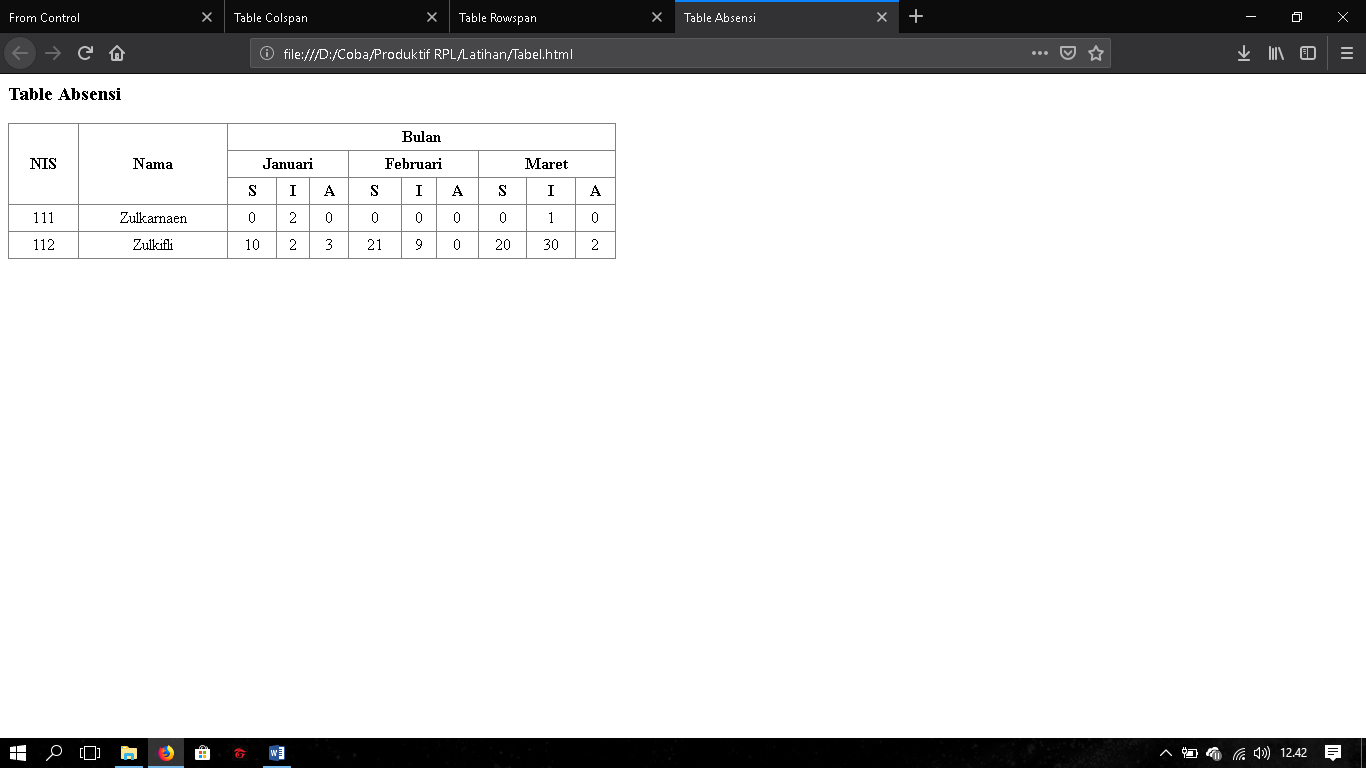 From Control
Table Colspan
Table Rowspan
Table Absensi
file:///D:/Coba/Produktif RPL/Latihan/Tabel.html
Table Absensi
NIS Nama Bulan
Januari Februari Maret
S I A S I A S I A
111 Zulkarnaen 0 2 0 0 0 0 0 1 0
112 Zulkifli 10 2 3 21 9 0 20 30 2
12.42